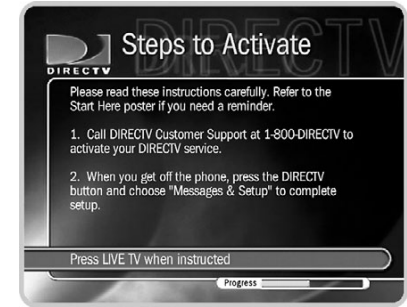 DIRECTV
Steps to Activate
DIRECTV
Please read these instructions carefully. Refer to the
Start Here poster if you need a reminder.
1. Call DIRECTV Customer Support at 1-800-DIRECTV to
activate your DIRECTV service.
2. When you get off the phone, press the DIRECTV
button and choose "Messages & Setup" to complete
setup.
Press LIVE TV when instructed
Progress